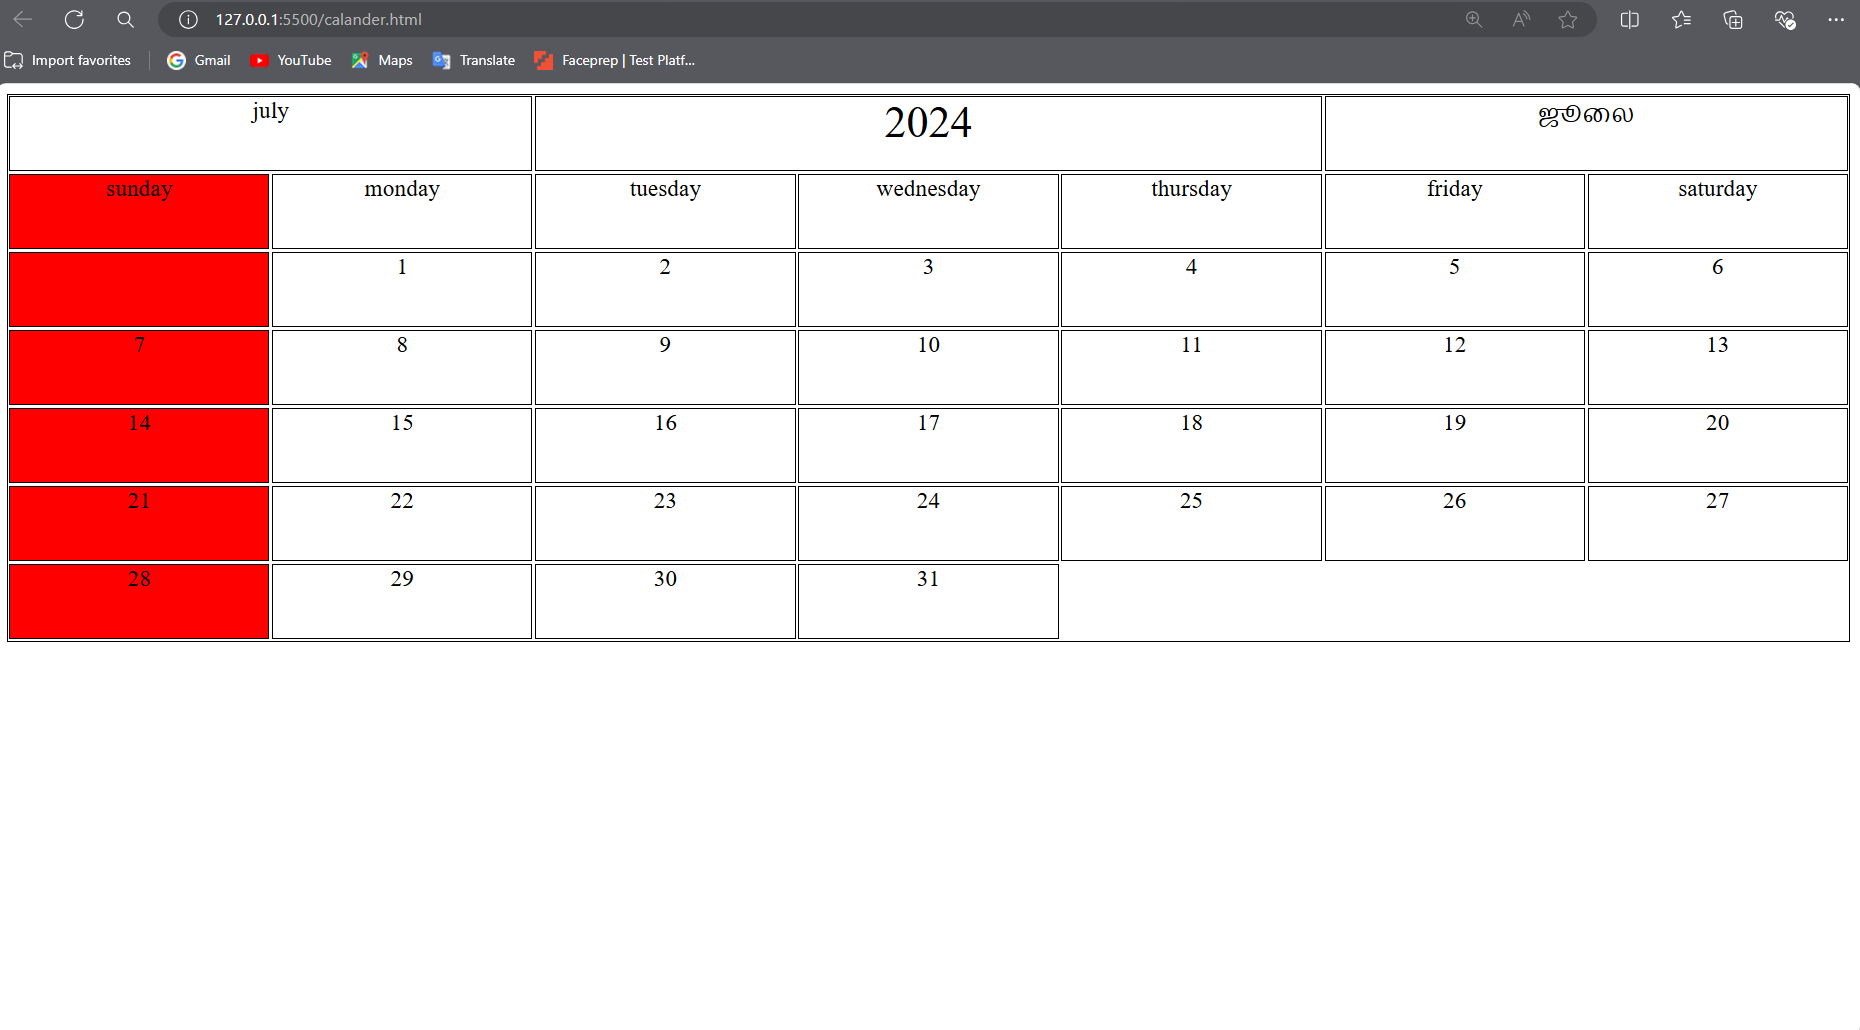 127.0.0.1:5500/calander.html
Import favorites Gmail YouTube Maps Translate Faceprep | Test Platf...
july 2024 ஜூலை
sunday monday tuesday wednesday thursday friday saturday
1 2 3 4 5 6
7 8 9 10 11 12 13
14 15 16 17 18 19 20
21 22 23 24 25 26 27
28 29 30 31